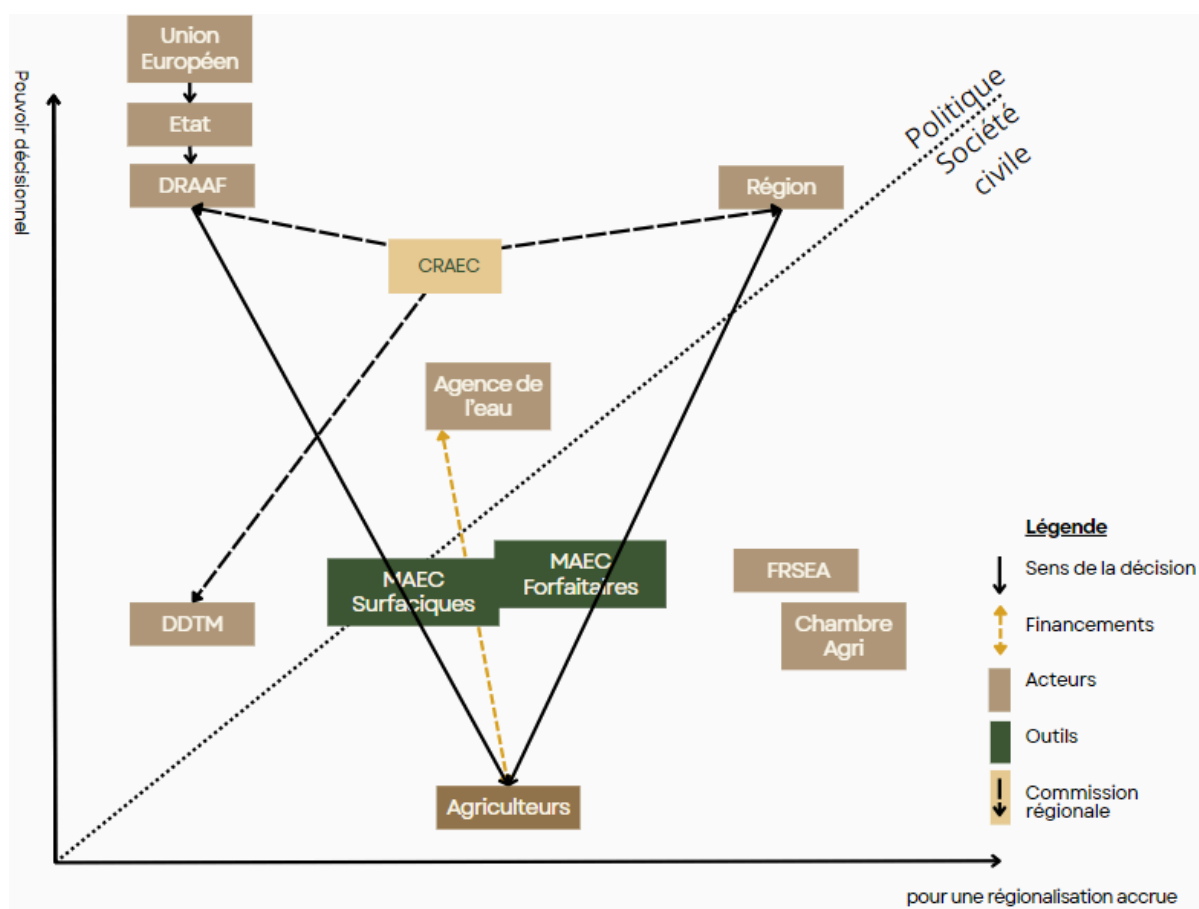 Union
Européen
Pouvoir décisionnel
Etat
DRAAF
Région
Politique
Société
civile
CRAEC
Agence de
l'eau
MAEC
Surfaciques
MAEC
Forfaitaires
FRSEA
DDTM
Chambre
Agri
Agriculteurs
Légende
Sens de la décision
Financements
Acteurs
Outils
Commission
régionale
pour une régionalisation accrue